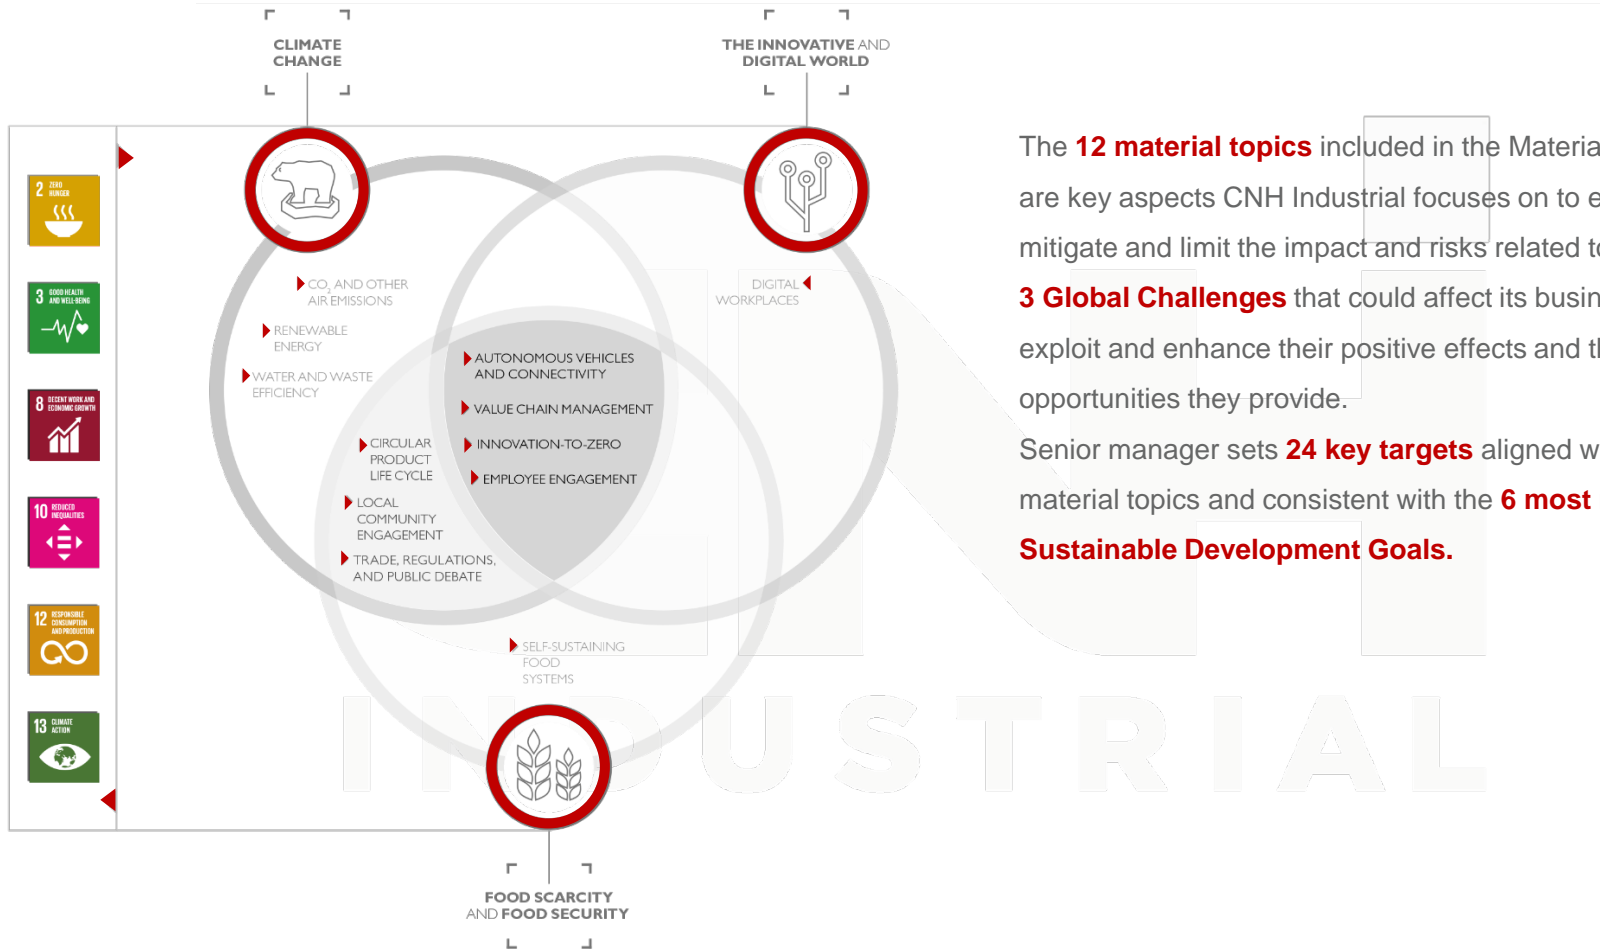 CLIMATE
CHANGE
THE INNOVATIVE AND
DIGITAL WORLD
2 ZERO
HUNGER
3 GOOD HEALTH
AND WELL-BEING
8 DECENT WORK AND
ECONOMIC GROWTH
10 REDUCED
INEQUALITIES
12 RESPONSIBLE
CONSUMPTION
AND PRODUCTION
13 CLIMATE
ACTION
CO2 AND OTHER
AIR EMISSIONS
RENEWABLE
ENERGY
WATER AND WASTE
EFFICIENCY
DIGITAL
WORKPLACES
AUTONOMOUS VEHICLES
AND CONNECTIVITY
VALUE CHAIN MANAGEMENT
INNOVATION-TO-ZERO
EMPLOYEE ENGAGEMENT
CIRCULAR
PRODUCT
LIFE CYCLE
LOCAL
COMMUNITY
ENGAGEMENT
TRADE, REGULATIONS,
AND PUBLIC DEBATE
SELF-SUSTAINING
FOOD
SYSTEMS
FOOD SCARCITY
AND FOOD SECURITY
The 12 material topics included in the
are key aspects CNH Industrial focuses on to
mitigate and limit the impact and risks related
3 Global Challenges that could affect its
exploit and enhance their positive effects and
opportunities they provide.
Senior manager sets 24 key targets aligned
material topics and consistent with the 6 most
Sustainable Development Goals.
CNH
INDUSTRIAL